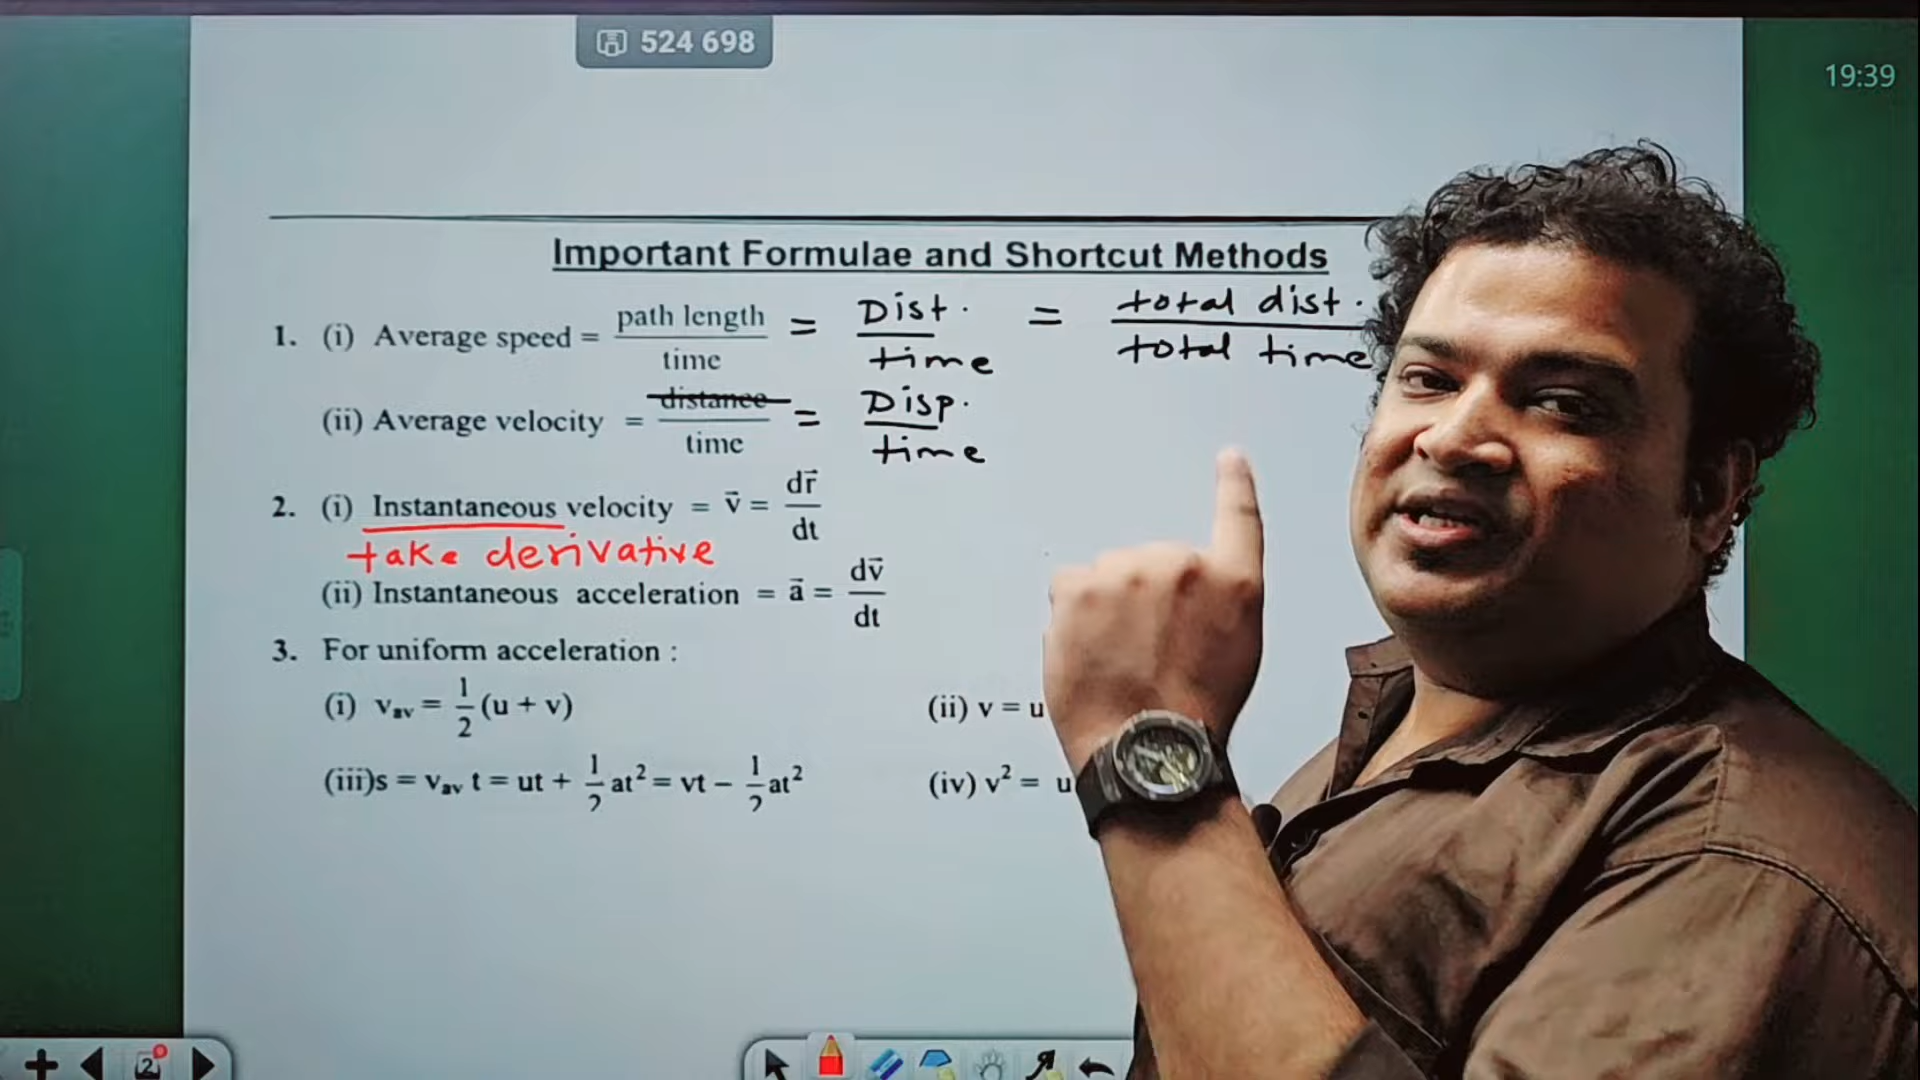 524 698
19:39
Important Formulae and Shortcut Methods
1. (i) Average speed = path length / time = Dist. / time = total dist. / total time
(ii) Average velocity = distance / time = Disp. / time
2. (i) Instantaneous velocity = v⃗ = dr⃗ / dt
take derivative
(ii) Instantaneous acceleration = a⃗ = dv⃗ / dt
3. For uniform acceleration :
(i) vₐᵥ = 1/2 (u + v) (ii) v = u
(iii)s = vₐᵥ t = ut + 1/2 at² = vt − 1/2 at² (iv) v² = u
2